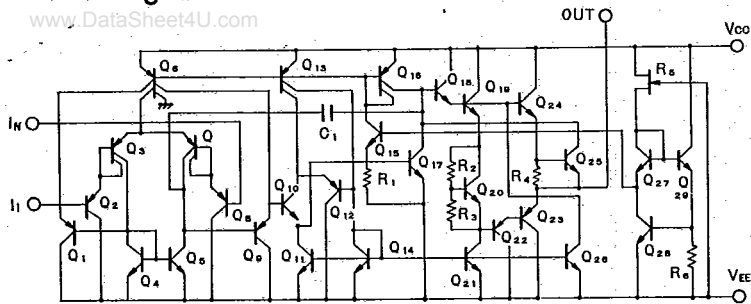 www.DataSheet4U.com
OUT
Vcc
Q6
Q13
Q16
Q18
Q19
Q24
R5
IN
C1
Q3
Q
Q15
Q17
R2
R4
Q25
Q27
Q29
R1
I1
Q2
Q8
Q10
Q12
R3
Q20
Q23
Q22
Q1
Q4
Q5
Q9
Q11
Q14
Q21
Q26
Q28
R6
VEE